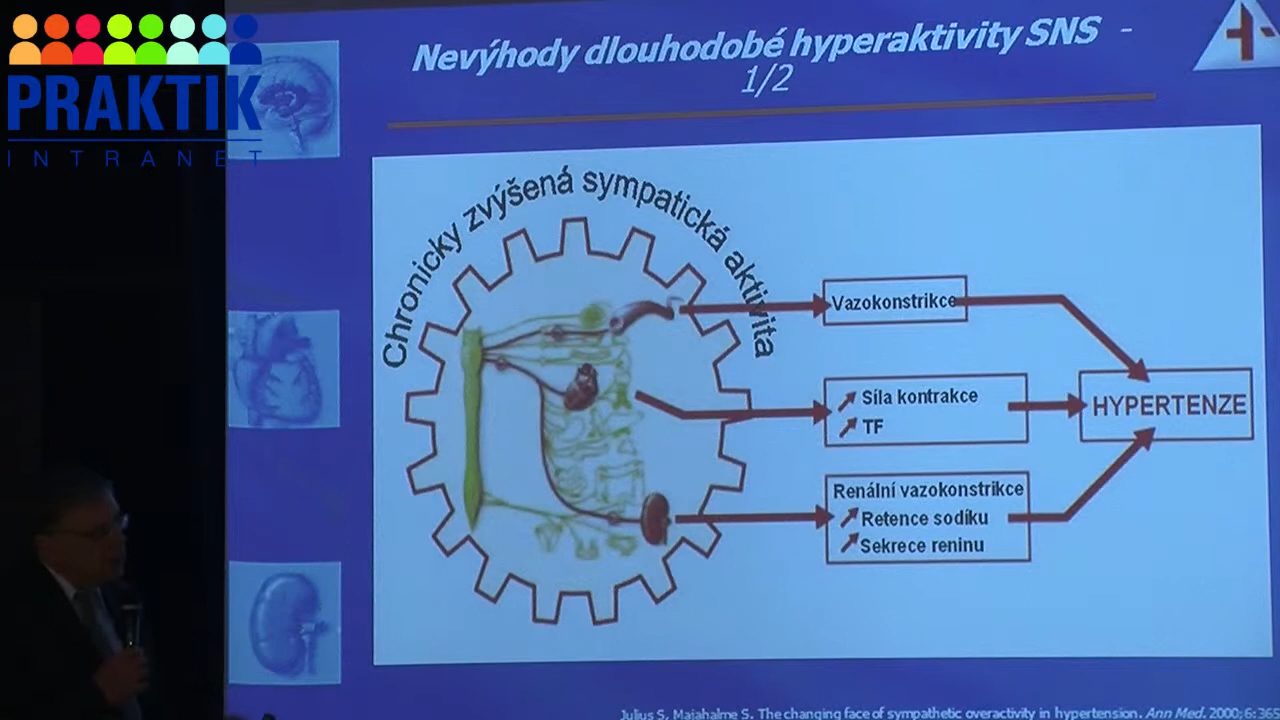 PRAKTIK
INTRANET
Nevýhody dlouhodobé hyperaktivity SNS -
1/2
Chronicky zvýšená sympatická aktivita
Vazokonstrikce
Síla kontrakce
TF
HYPERTENZE
Renální vazokonstrikce
Retence sodíku
Sekrece reninu
Julius S, Majahalme S. The changing face of sympathetic overactivity in hypertension. Ann Med. 2000;6:365